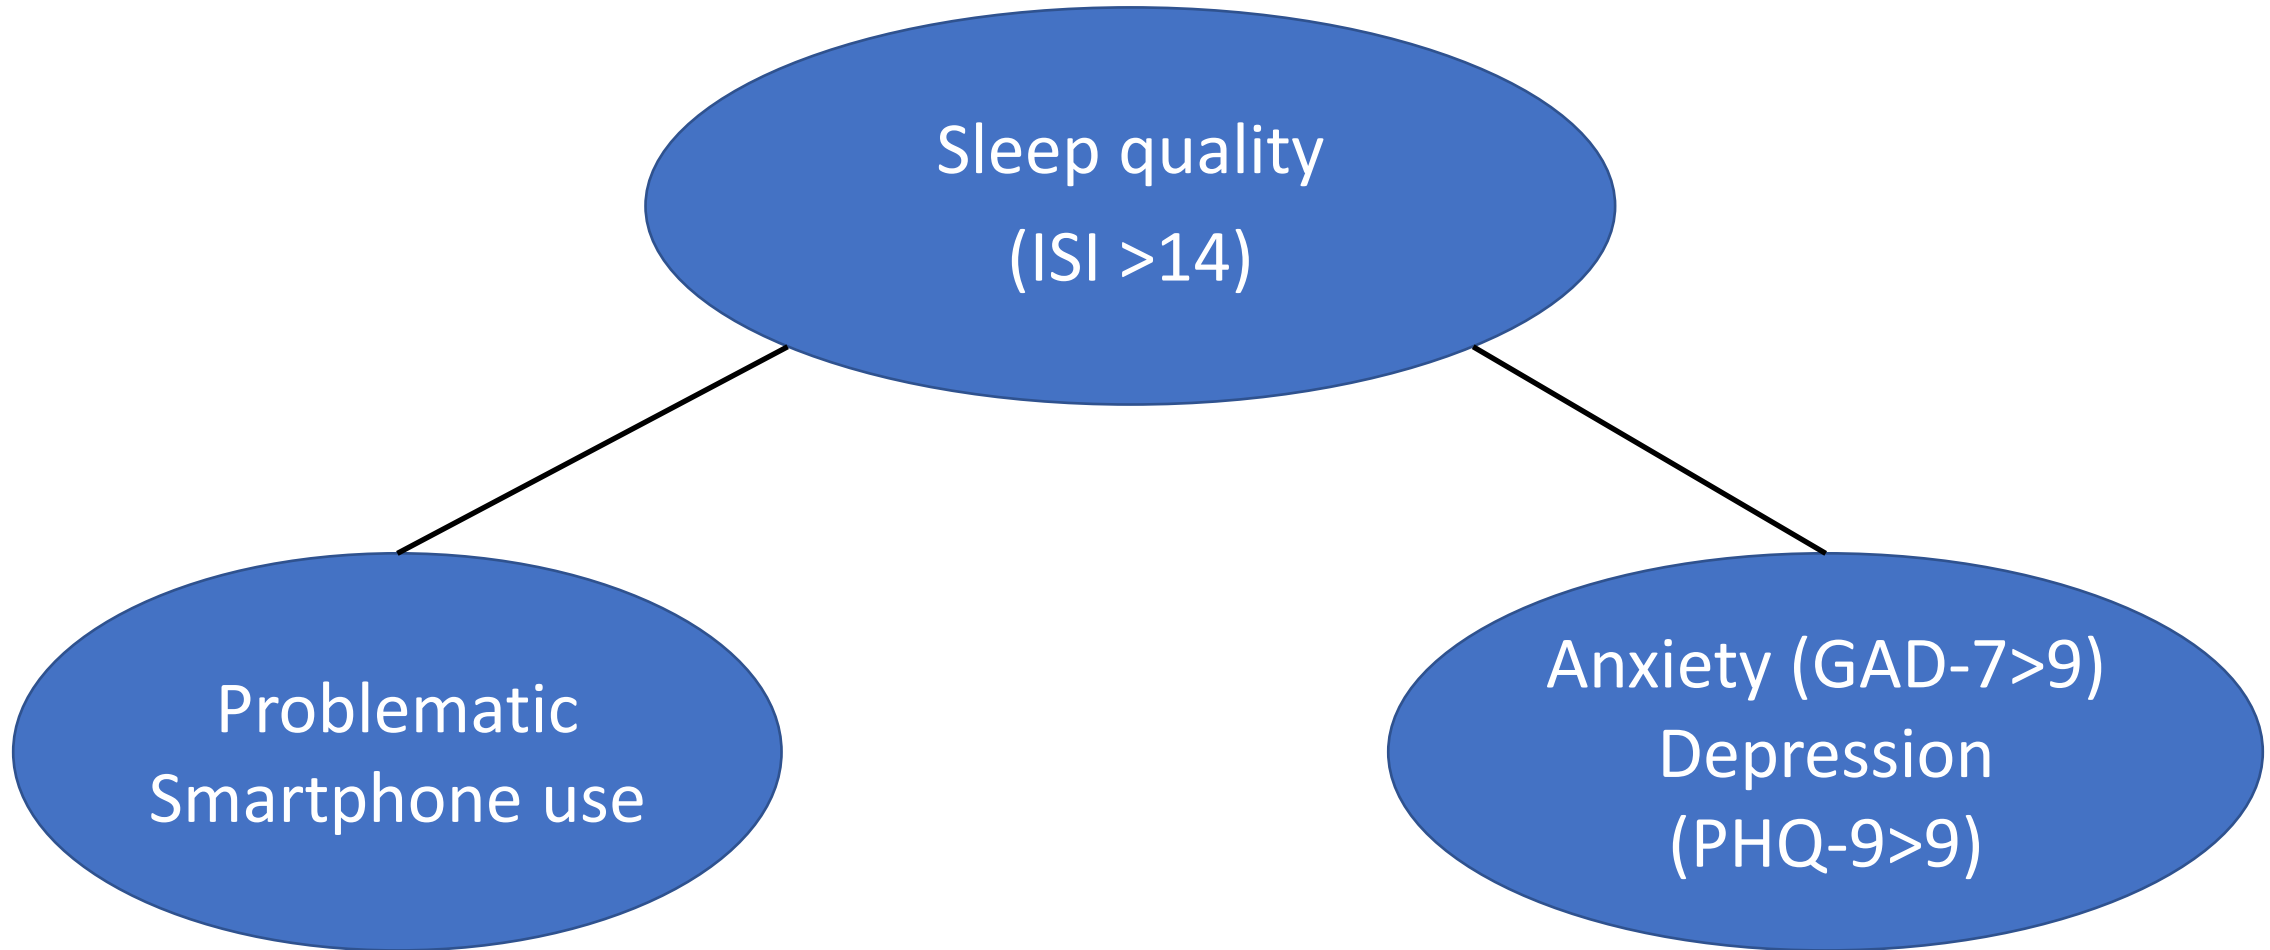 Sleep quality
(ISI >14)
Problematic
Smartphone use
Anxiety (GAD-7>9)
Depression
(PHQ-9>9)